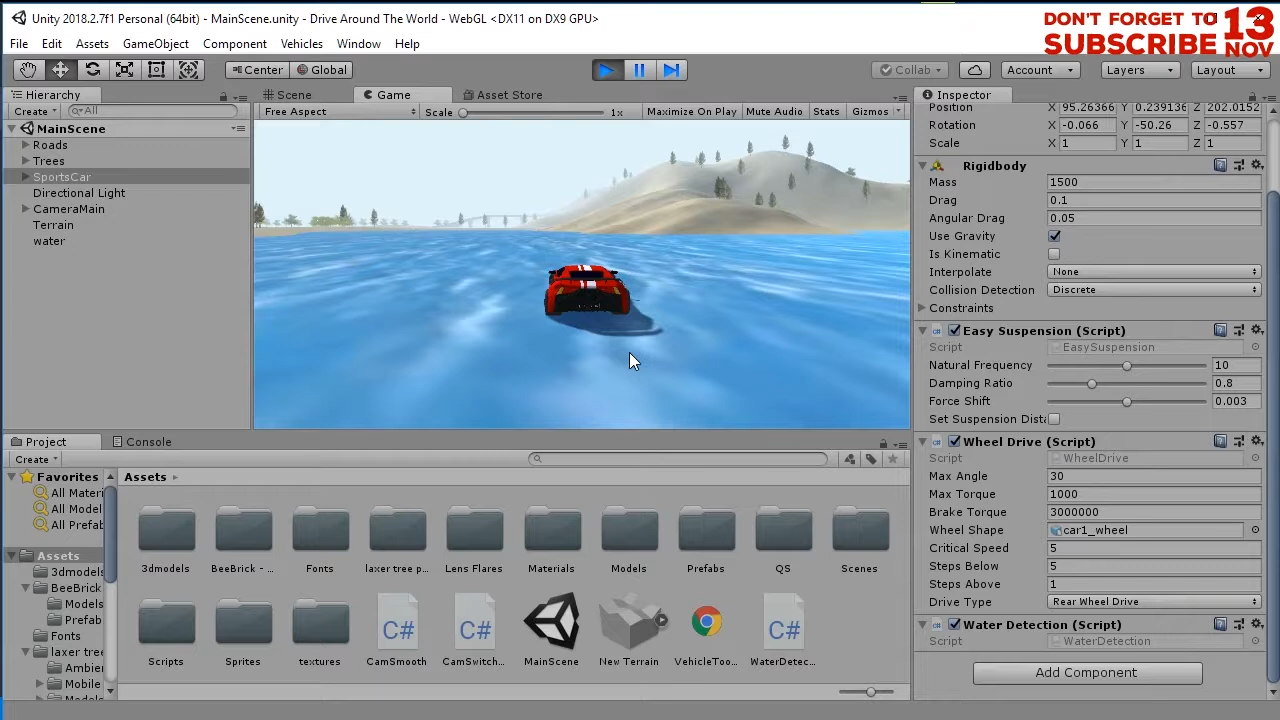 Unity 2018.2.7f1 Personal (64bit) - MainScene.unity - Drive Around The World - WebGL <DX11 on DX9 GPU>
DON'T FORGET TO
SUBSCRIBE
13
NOV
File Edit Assets GameObject Component Vehicles Window Help
Center Global Collab Account Layers Layout
Hierarchy
Create All
MainScene
Roads
Trees
SportsCar
Directional Light
CameraMain
Terrain
water
Scene Game Asset Store
Free Aspect Scale 1x Maximize On Play Mute Audio Stats Gizmos
Inspector
Position X 95.26366 Y 0.239136 Z 202.0152
Rotation X -0.066 Y -50.26 Z -0.557
Scale X 1 Y 1 Z 1
Rigidbody
Mass 1500
Drag 0.1
Angular Drag 0.05
Use Gravity
Is Kinematic
Interpolate None
Collision Detection Discrete
Constraints
C# Easy Suspension (Script)
Script EasySuspension
Natural Frequency 10
Damping Ratio 0.8
Force Shift 0.003
Set Suspension Dista
C# Wheel Drive (Script)
Script WheelDrive
Max Angle 30
Max Torque 1000
Brake Torque 3000000
Wheel Shape car1_wheel
Critical Speed 5
Steps Below 5
Steps Above 1
Drive Type Rear Wheel Drive
C# Water Detection (Script)
Script WaterDetection
Add Component
Project Console
Create
Favorites
All Materi
All Model
All Prefab
Assets
3dmodels
BeeBrick
Models
Prefab
Fonts
laxer tree
Ambien
Mobile
Models
Assets
3dmodels BeeBrick - ... Fonts laxer tree p... Lens Flares Materials Models Prefabs QS Scenes
C# C# C#
Scripts Sprites textures CamSmooth CamSwitch... MainScene New Terrain VehicleToo... WaterDetec...